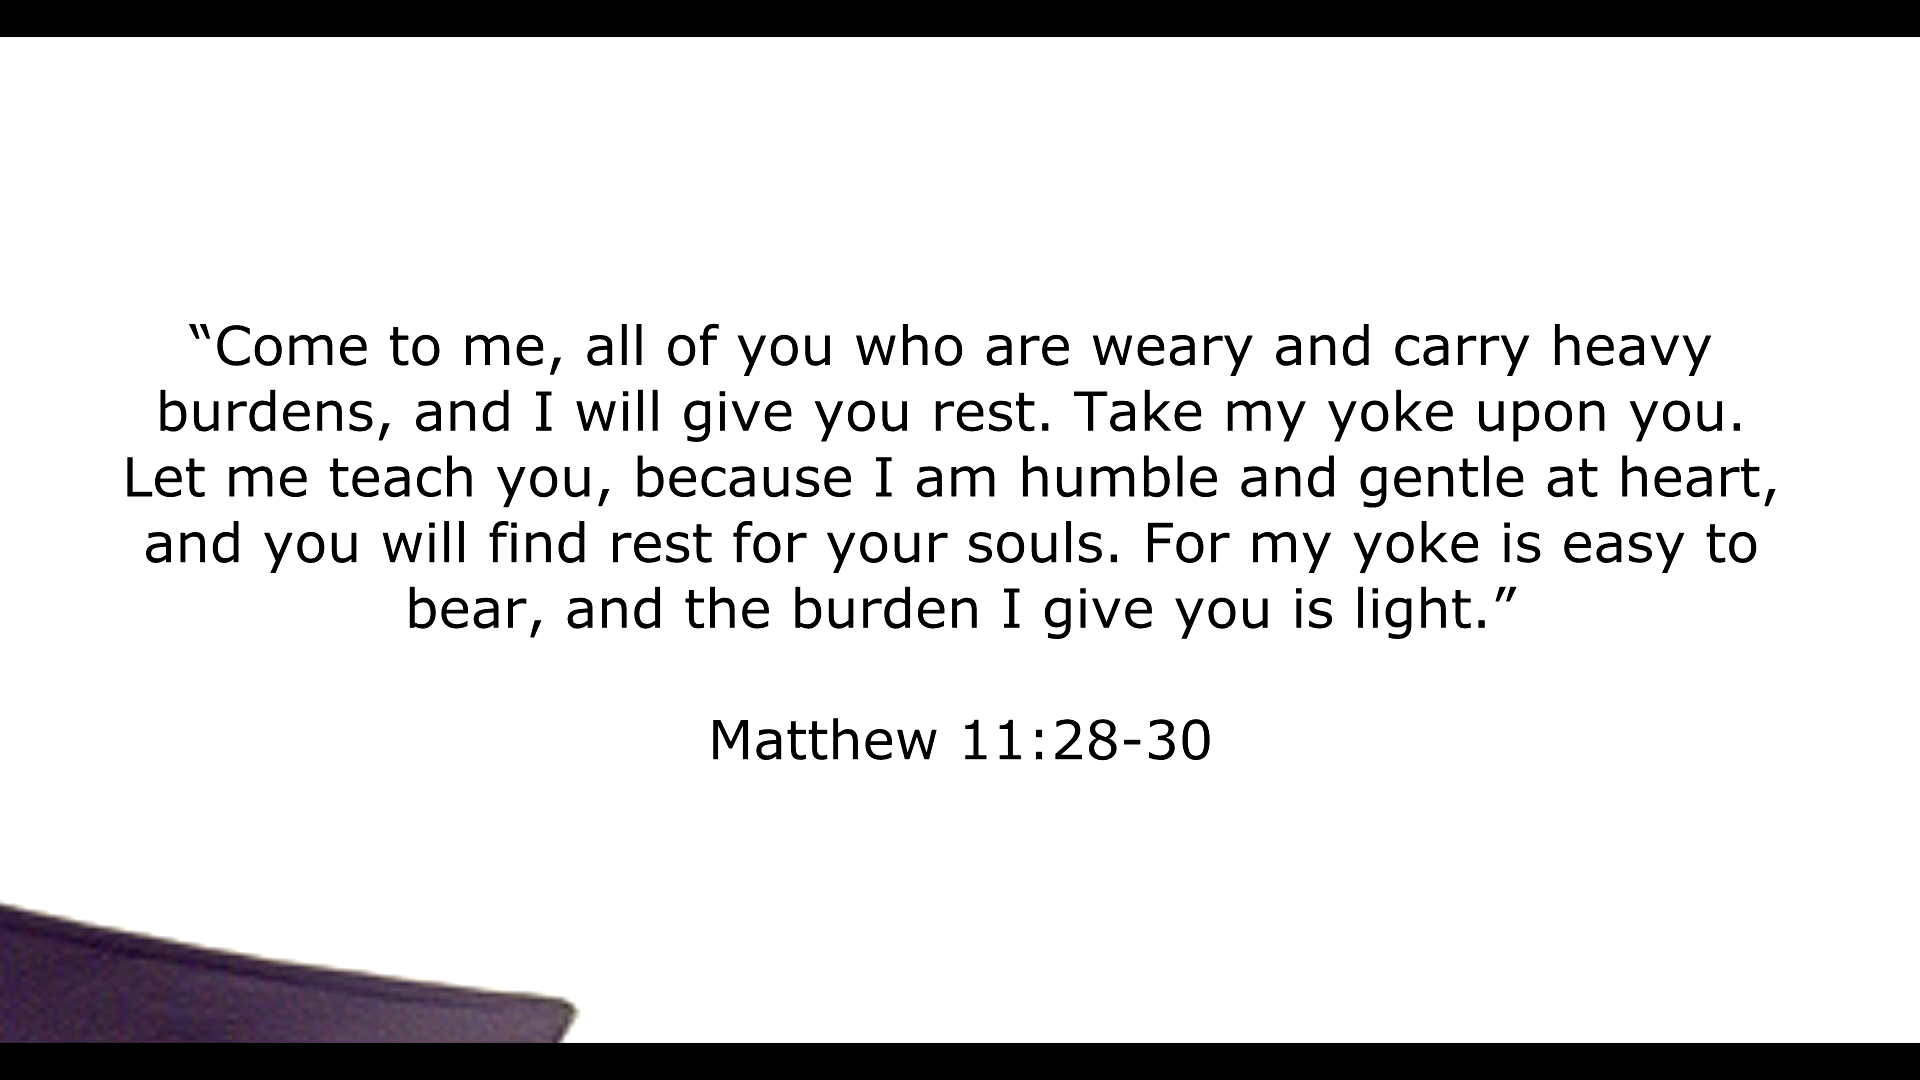 “Come to me, all of you who are weary and carry heavy
burdens, and I will give you rest. Take my yoke upon you.
Let me teach you, because I am humble and gentle at heart,
and you will find rest for your souls. For my yoke is easy to
bear, and the burden I give you is light.”
Matthew 11:28-30